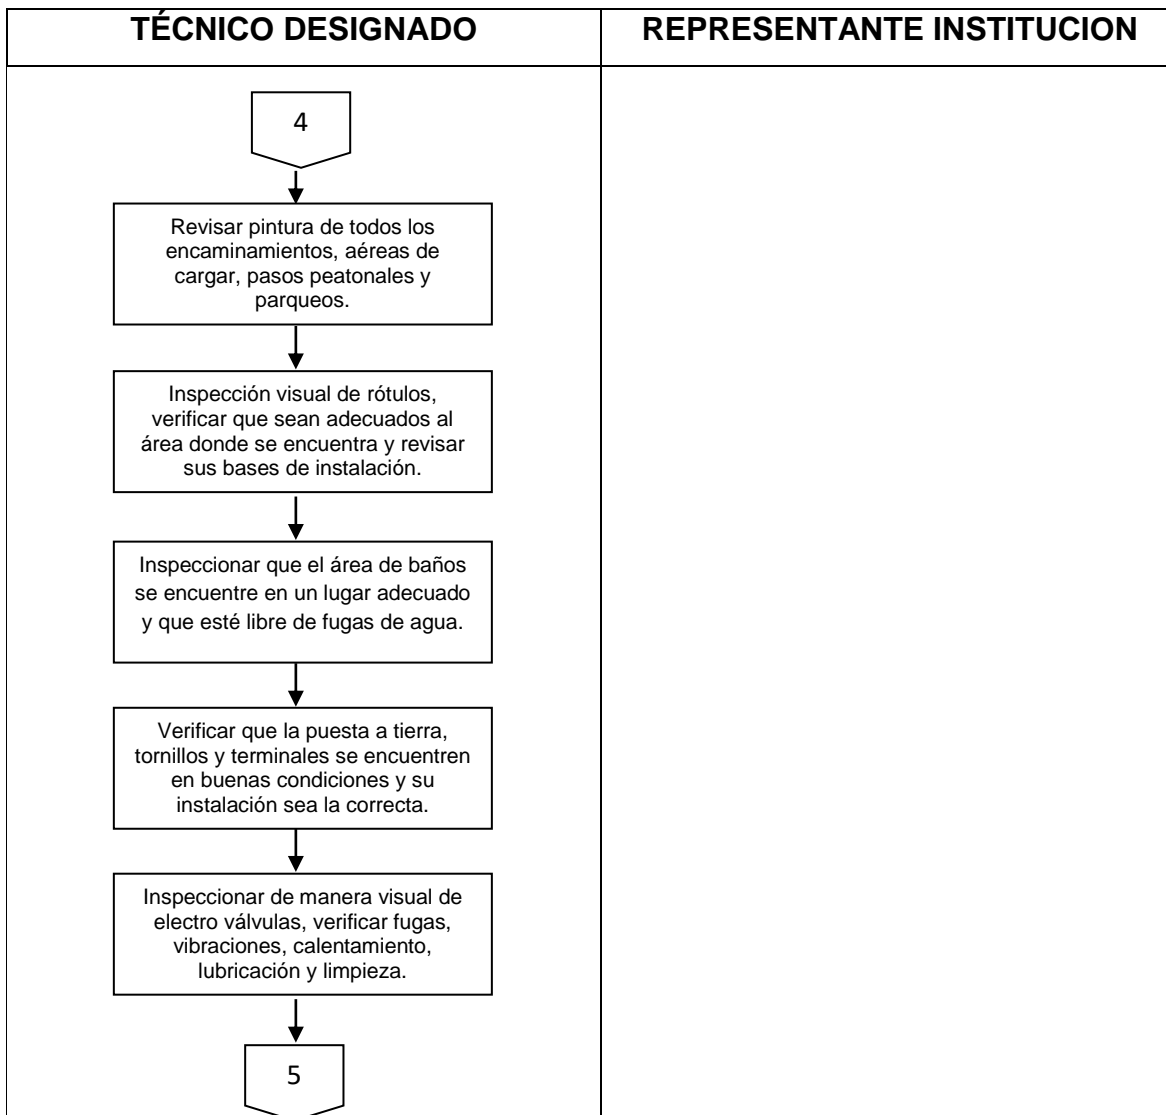 TÉCNICO DESIGNADO
REPRESENTANTE INSTITUCION
4
Revisar pintura de todos los
encaminamientos, aéreas de
cargar, pasos peatonales y
parqueos.
Inspección visual de rótulos,
verificar que sean adecuados al
área donde se encuentra y revisar
sus bases de instalación.
Inspeccionar que el área de baños
se encuentre en un lugar adecuado
y que esté libre de fugas de agua.
Verificar que la puesta a tierra,
tornillos y terminales se encuentren
en buenas condiciones y su
instalación sea la correcta.
Inspeccionar de manera visual de
electro válvulas, verificar fugas,
vibraciones, calentamiento,
lubricación y limpieza.
5